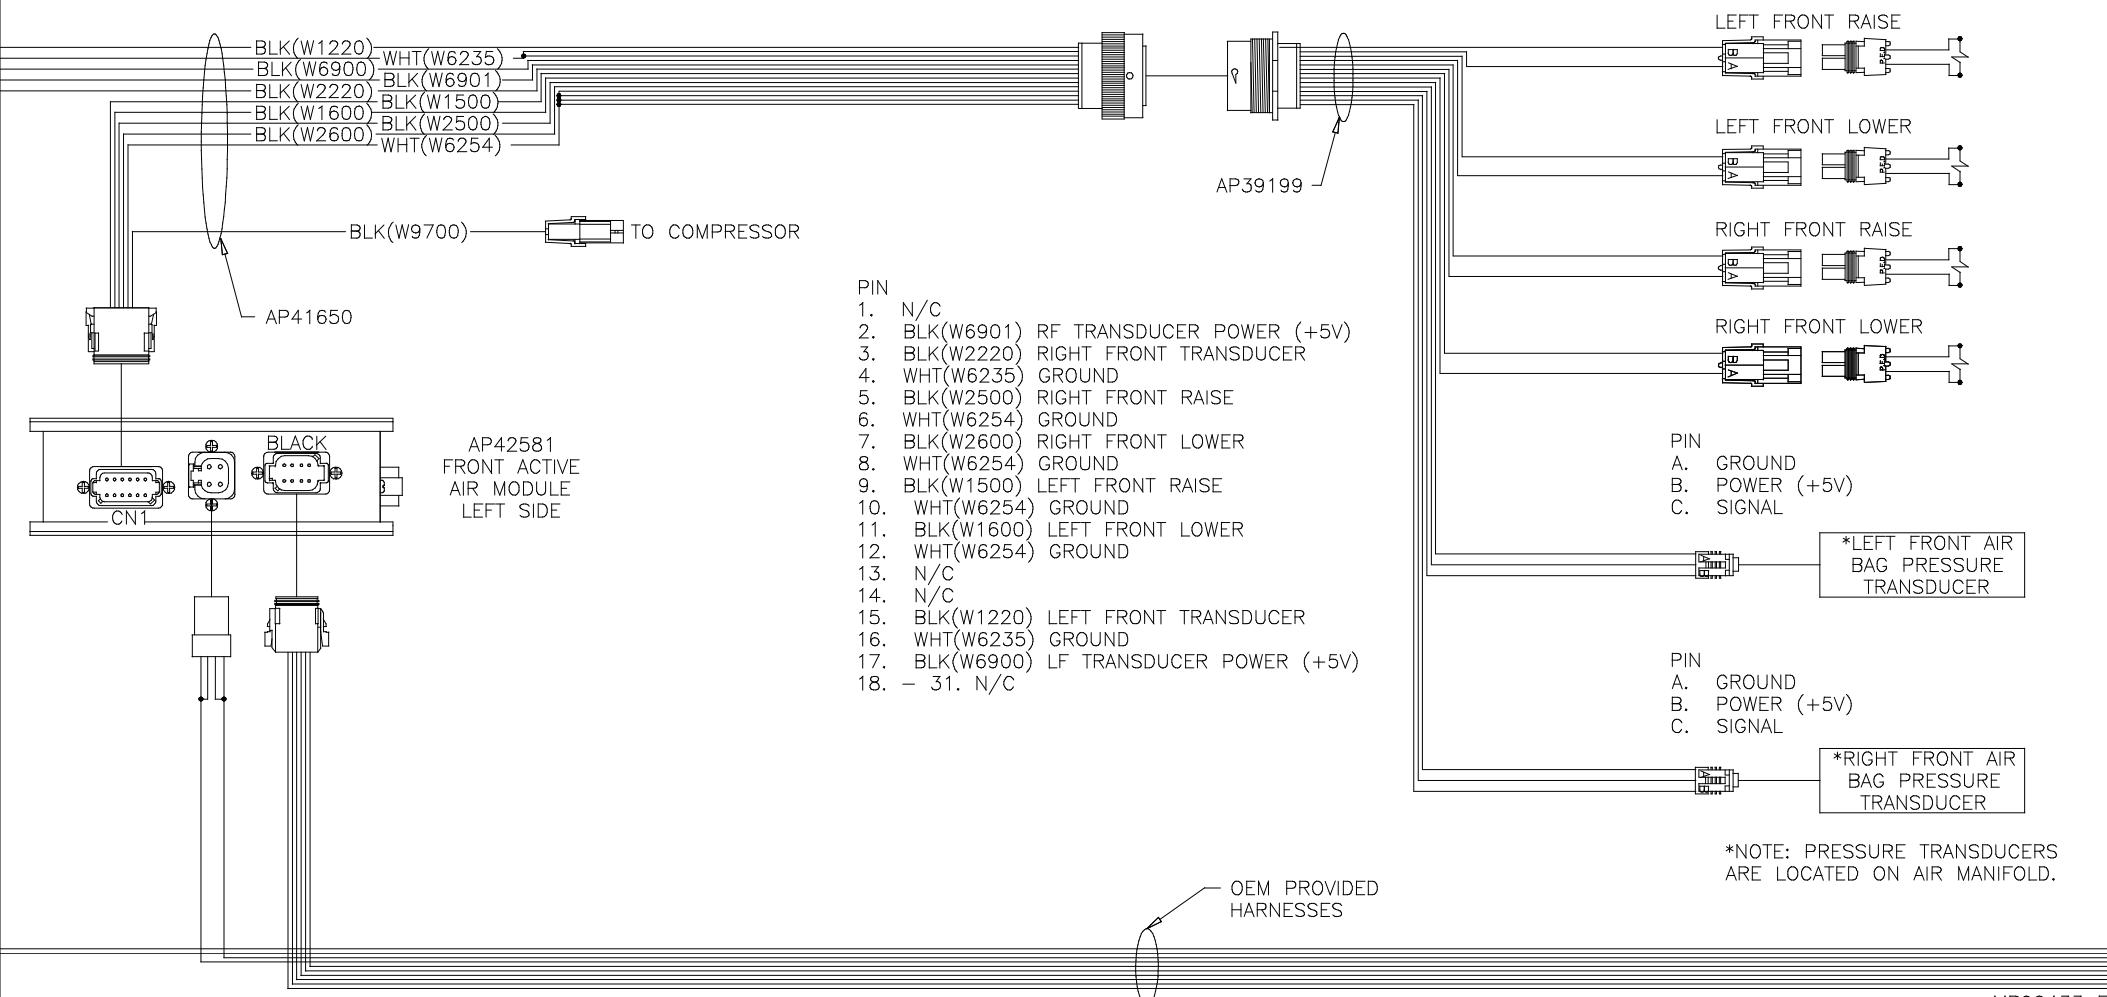 LEFT FRONT RAISE
BLK(W1220)
WHT(W6235)
BLK(W6900)
BLK(W6901)
BLK(W2220)
BLK(W1500)
BLK(W1600)
BLK(W2500)
BLK(W2600)
WHT(W6254)
B
A
LEFT FRONT LOWER
B
A
AP39199
BLK(W9700)
TO COMPRESSOR
RIGHT FRONT RAISE
B
A
AP41650
RIGHT FRONT LOWER
B
A
PIN
1. N/C
2. BLK(W6901) RF TRANSDUCER POWER (+5V)
3. BLK(W2220) RIGHT FRONT TRANSDUCER
4. WHT(W6235) GROUND
5. BLK(W2500) RIGHT FRONT RAISE
6. WHT(W6254) GROUND
7. BLK(W2600) RIGHT FRONT LOWER
8. WHT(W6254) GROUND
9. BLK(W1500) LEFT FRONT RAISE
10. WHT(W6254) GROUND
11. BLK(W1600) LEFT FRONT LOWER
12. WHT(W6254) GROUND
13. N/C
14. N/C
15. BLK(W1220) LEFT FRONT TRANSDUCER
16. WHT(W6235) GROUND
17. BLK(W6900) LF TRANSDUCER POWER (+5V)
18. – 31. N/C
BLACK
CN1
AP42581
FRONT ACTIVE
AIR MODULE
LEFT SIDE
PIN
A. GROUND
B. POWER (+5V)
C. SIGNAL
*LEFT FRONT AIR
BAG PRESSURE
TRANSDUCER
PIN
A. GROUND
B. POWER (+5V)
C. SIGNAL
*RIGHT FRONT AIR
BAG PRESSURE
TRANSDUCER
*NOTE: PRESSURE TRANSDUCERS
ARE LOCATED ON AIR MANIFOLD.
OEM PROVIDED
HARNESSES